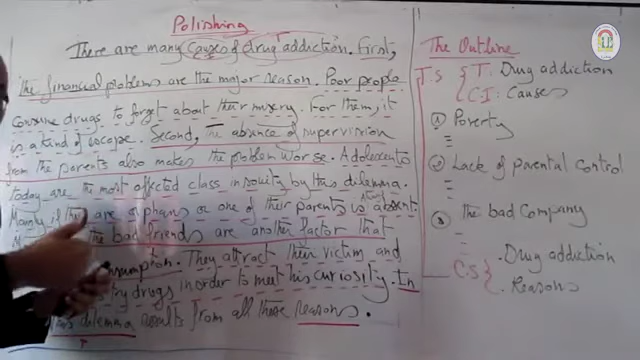 Polishing
There are many causes of drug addiction. First,
the financial problems are the major reason. Poor people
consume drugs to forget about their misery. For them, it
is a kind of escape. Second, the absence of supervision
from the parents also makes the problem worse. Adolescents
today are the most affected class in society by this dilemma.
Mainly if they are orphans or one of their parents is absent.
the bad friends are another factor that
consumption. They attract their victim and
try drugs in order to meet his curiosity. In
dilemma results from all these reasons.
T
The Outline
T.S { T: Drug addiction
C.I: Causes
① Poverty
② Lack of parental control
③ The bad Company
C.S { . Drug addiction
. Reasons